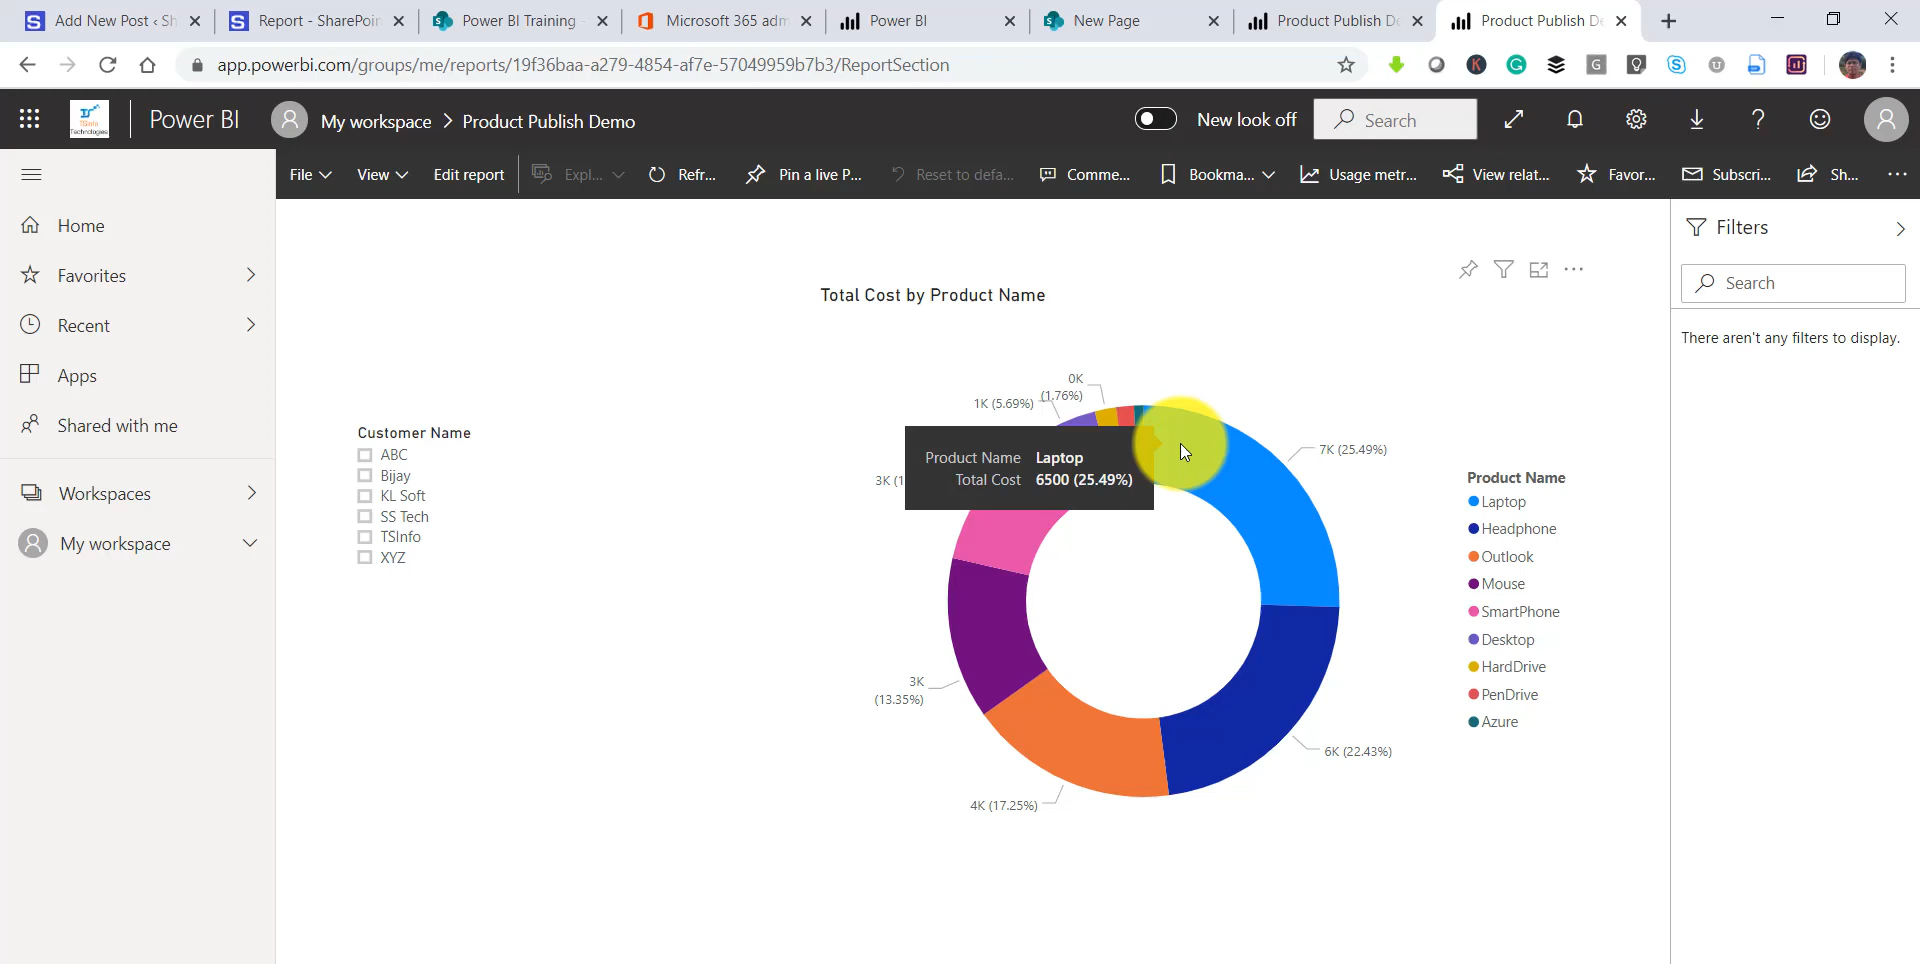 Add New Post ‹ Sh
Report - SharePoin
Power BI Training
Microsoft 365 adm
Power BI
New Page
Product Publish De
Product Publish De
app.powerbi.com/groups/me/reports/19f36baa-a279-4854-af7e-57049959b7b3/ReportSection
Power BI
My workspace > Product Publish Demo
New look off
Search
File
View
Edit report
Expl...
Refr...
Pin a live P...
Reset to defa...
Comme...
Bookma...
Usage metr...
View relat...
Favor...
Subscri...
Sh...
Home
Favorites
Recent
Apps
Shared with me
Workspaces
My workspace
Total Cost by Product Name
Customer Name
ABC
Bijay
KL Soft
SS Tech
TSInfo
XYZ
0K
(1.76%)
1K (5.69%)
3K (1
7K (25.49%)
Product Name Laptop
Total Cost 6500 (25.49%)
3K
(13.35%)
4K (17.25%)
6K (22.43%)
Product Name
Laptop
Headphone
Outlook
Mouse
SmartPhone
Desktop
HardDrive
PenDrive
Azure
Filters
Search
There aren't any filters to display.